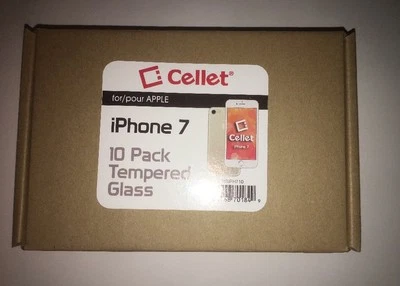 Cellet®
for/pour APPLE
iPhone 7
10 Pack
Tempered
Glass
Cellet
iPhone 7